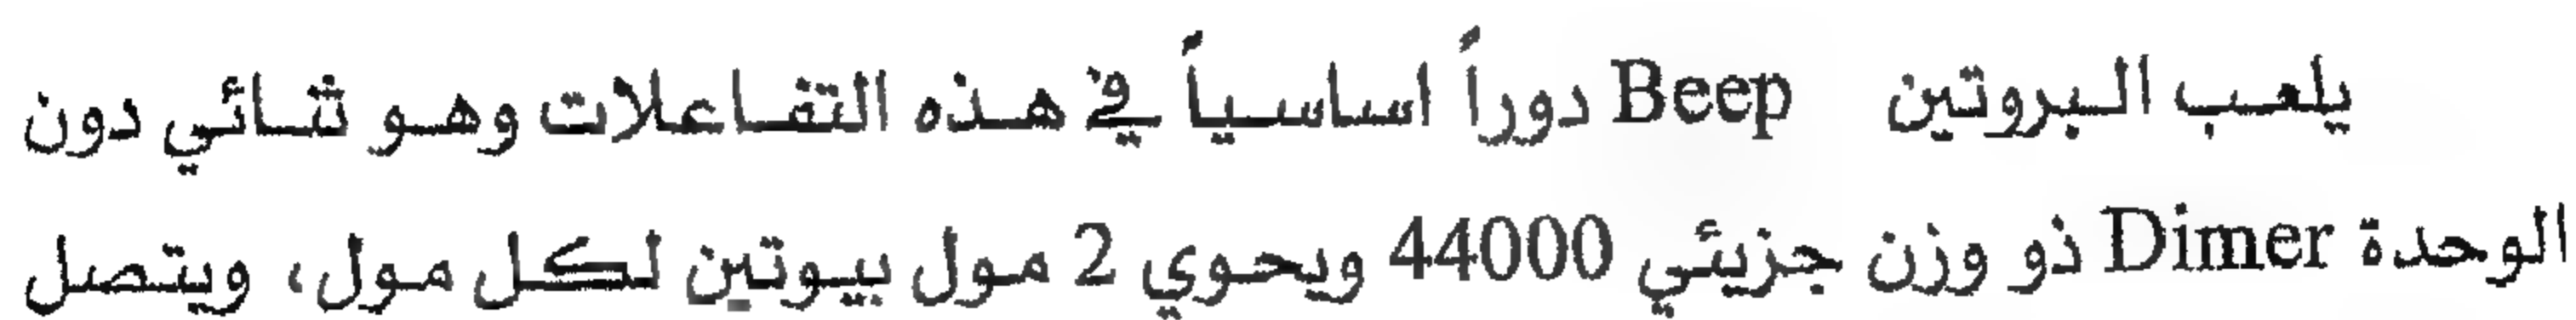 يلعب البروتين Beep دوراً اساسياً في هذه التفاعلات وهو ثنائي دون
الوحدة Dimer ذو وزن جزيئي 44000 ويحوي 2 مول بيوتين لكل مول، ويتصل